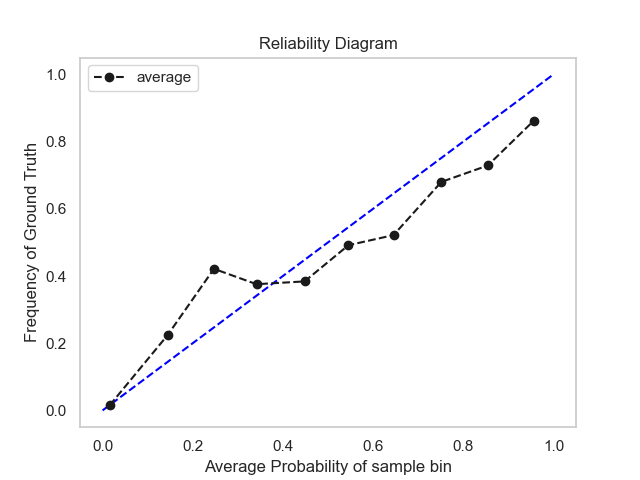 Reliability Diagram
average
Frequency of Ground Truth
1.0
0.8
0.6
0.4
0.2
0.0
0.0 0.2 0.4 0.6 0.8 1.0
Average Probability of sample bin